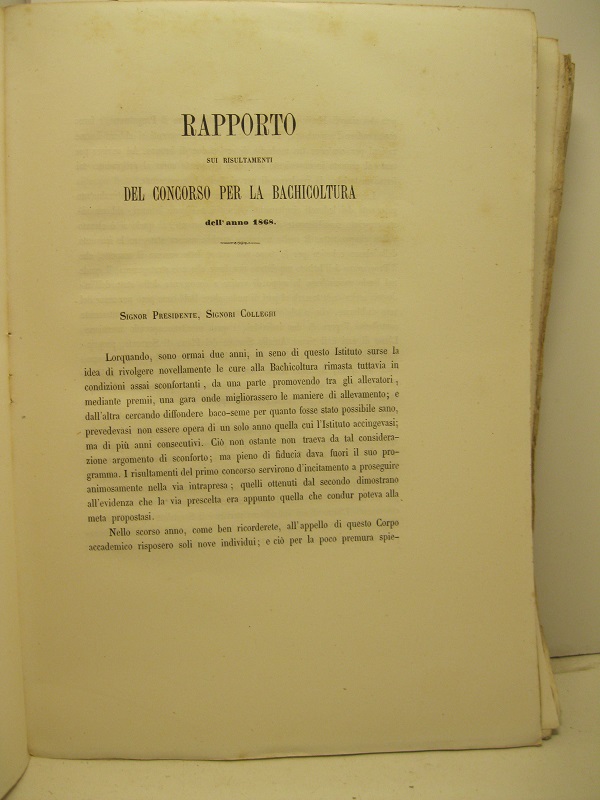 RAPPORTO
SUI RISULTAMENTI
DEL CONCORSO PER LA BACHICOLTURA
dell'anno 1868.
Signor Presidente, Signori Colleghi
Lorquando, sono ormai due anni, in seno di questo Istituto surse la
idea di rivolgere novellamente le cure alla Bachicoltura rimasta tuttavia in
condizioni assai sconfortanti, da una parte promovendo tra gli allevatori,
mediante premii, una gara onde migliorassero le maniere di allevamento; e
dall'altra cercando diffondere baco-seme per quanto fosse stato possibile sano,
prevedevasi non essere opera di un solo anno quella cui l'Istituto accingevasi;
ma di più anni consecutivi. Ciò non ostante non traeva da tal considera-
zione argomento di sconforto; ma pieno di fiducia dava fuori il suo pro-
gramma. I risultamenti del primo concorso servirono d'incitamento a proseguire
animosamente nella via intrapresa; quelli ottenuti dal secondo dimostrano
all'evidenza che la via prescelta era appunto quella che condur poteva alla
meta propostasi.
Nello scorso anno, come ben ricorderete, all'appello di questo Corpo
accademico risposero soli nove individui; e ciò per la poco premura spie-